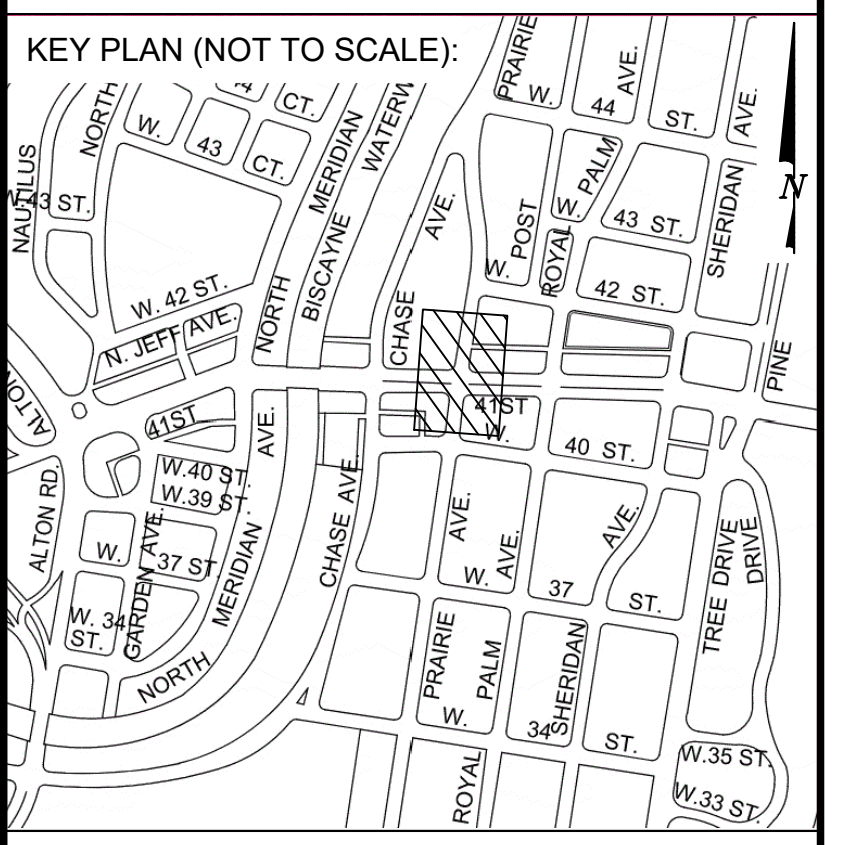 KEY PLAN (NOT TO SCALE):
PRAIRIE
W. 44 ST.
AVE.
AVE.
N
CT.
NORTH
W. 43 CT.
MERIDIAN
WATERW
NAUTILUS
W. 43 ST.
AVE.
POST
W.
PALM
W. 43 ST.
SHERIDAN
ROYAL
W. 42 ST.
42 ST.
BISCAYNE
NORTH
CHASE
N. JEFF AVE.
PINE
ALTON
41ST
AVE.
41ST
W.
40 ST.
W.40 ST.
W.39 ST.
ALTON RD.
CHASE AVE.
AVE.
AVE.
AVE.
W. 37 ST.
GARDEN AVE.
MERIDIAN
W. 37 ST.
TREE DRIVE
DRIVE
W. 34
ST.
NORTH
PRAIRIE
PALM
SHERIDAN
W. 34 ST.
ROYAL
W.35 ST.
W.33 ST.